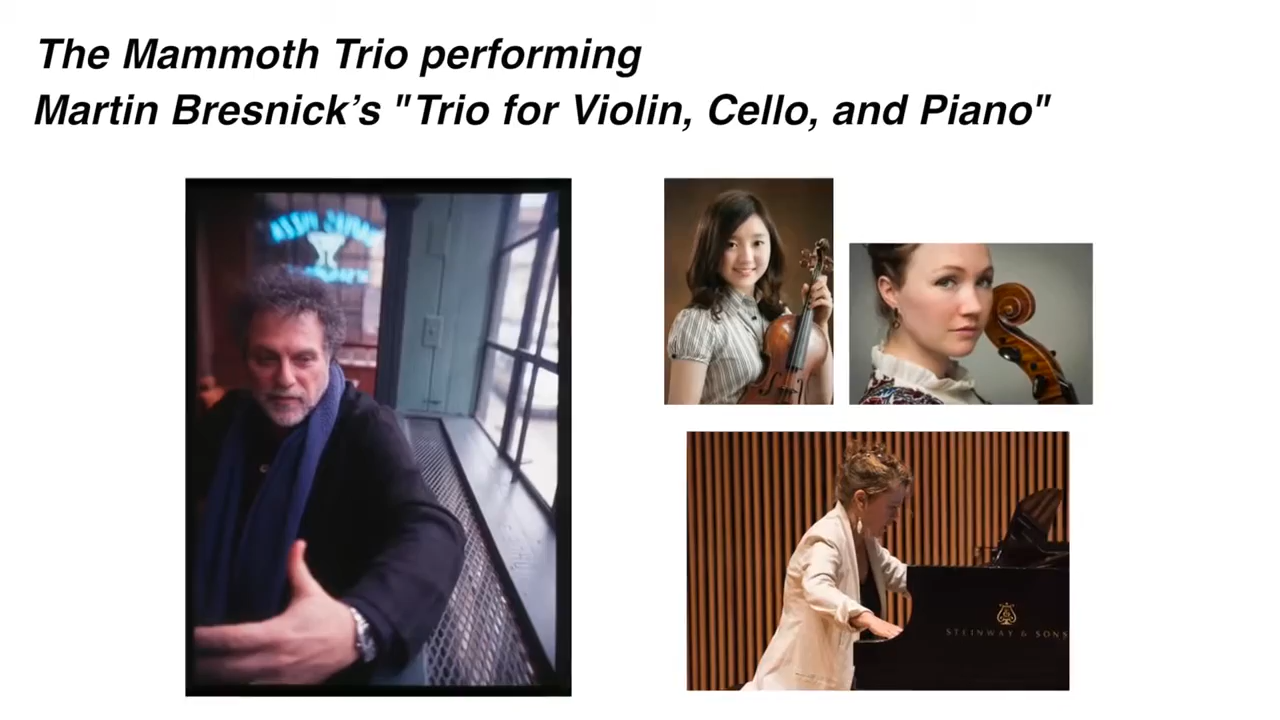 The Mammoth Trio performing
Martin Bresnick’s "Trio for Violin, Cello, and Piano"
STEINWAY & SONS